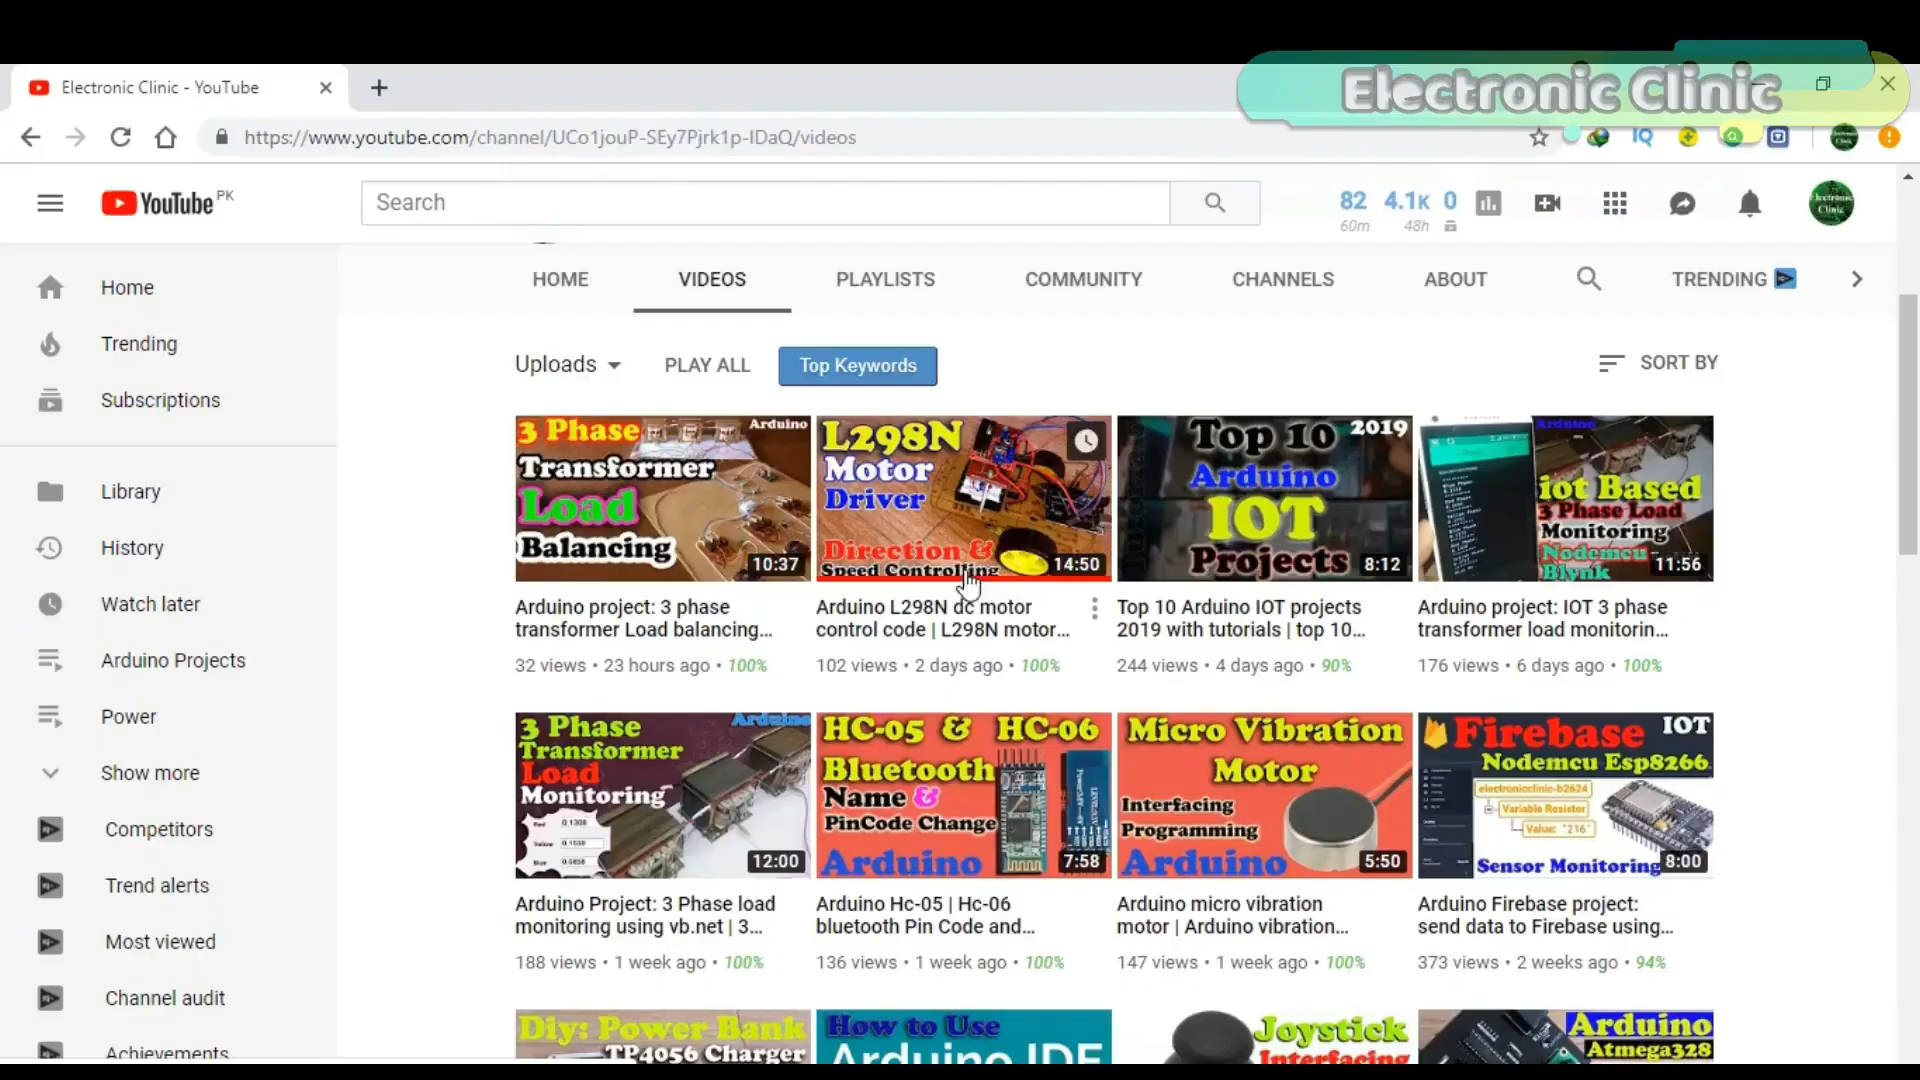 Electronic Clinic
Electronic Clinic - YouTube
https://www.youtube.com/channel/UCo1jouP-SEy7Pjrk1p-IDaQ/videos
IQ
YouTube PK
Search
82 4.1K 0
60m 48h
HOME VIDEOS PLAYLISTS COMMUNITY CHANNELS ABOUT TRENDING
Home
Trending
Subscriptions
Library
History
Watch later
Arduino Projects
Power
Show more
Competitors
Trend alerts
Most viewed
Channel audit
Achievements
Uploads PLAY ALL Top Keywords SORT BY
3 Phase Arduino
Transformer
Load
Balancing
10:37
Arduino project: 3 phase
transformer Load balancing...
32 views • 23 hours ago • 100%
L298N
Motor
Driver
Direction &
Speed Controlling
14:50
Arduino L298N dc motor
control code | L298N motor...
102 views • 2 days ago • 100%
Top 10 2019
Arduino
IOT
Projects
8:12
Top 10 Arduino IOT projects
2019 with tutorials | top 10...
244 views • 4 days ago • 90%
Arduino
iot Based
3 Phase Load
Monitoring
Nodemcu
Blynk
11:56
Arduino project: IOT 3 phase
transformer load monitorin...
176 views • 6 days ago • 100%
3 Phase Arduino
Transformer
Load
Monitoring
12:00
Arduino Project: 3 Phase load
monitoring using vb.net | 3...
188 views • 1 week ago • 100%
HC-05 & HC-06
Bluetooth
Name &
PinCode Change
Arduino
7:58
Arduino Hc-05 | Hc-06
bluetooth Pin Code and...
136 views • 1 week ago • 100%
Micro Vibration
Motor
Interfacing
Programming
Arduino
5:50
Arduino micro vibration
motor | Arduino vibration...
147 views • 1 week ago • 100%
Firebase IOT
Nodemcu Esp8266
electronicclinic-b2624
Variable Resistor
Value: "216"
Sensor Monitoring
8:00
Arduino Firebase project:
send data to Firebase using...
373 views • 2 weeks ago • 94%
Diy: Power Bank
TP4056 Charger
How to Use
Arduino IDE
Joystick
Interfacing
Arduino
Atmega328